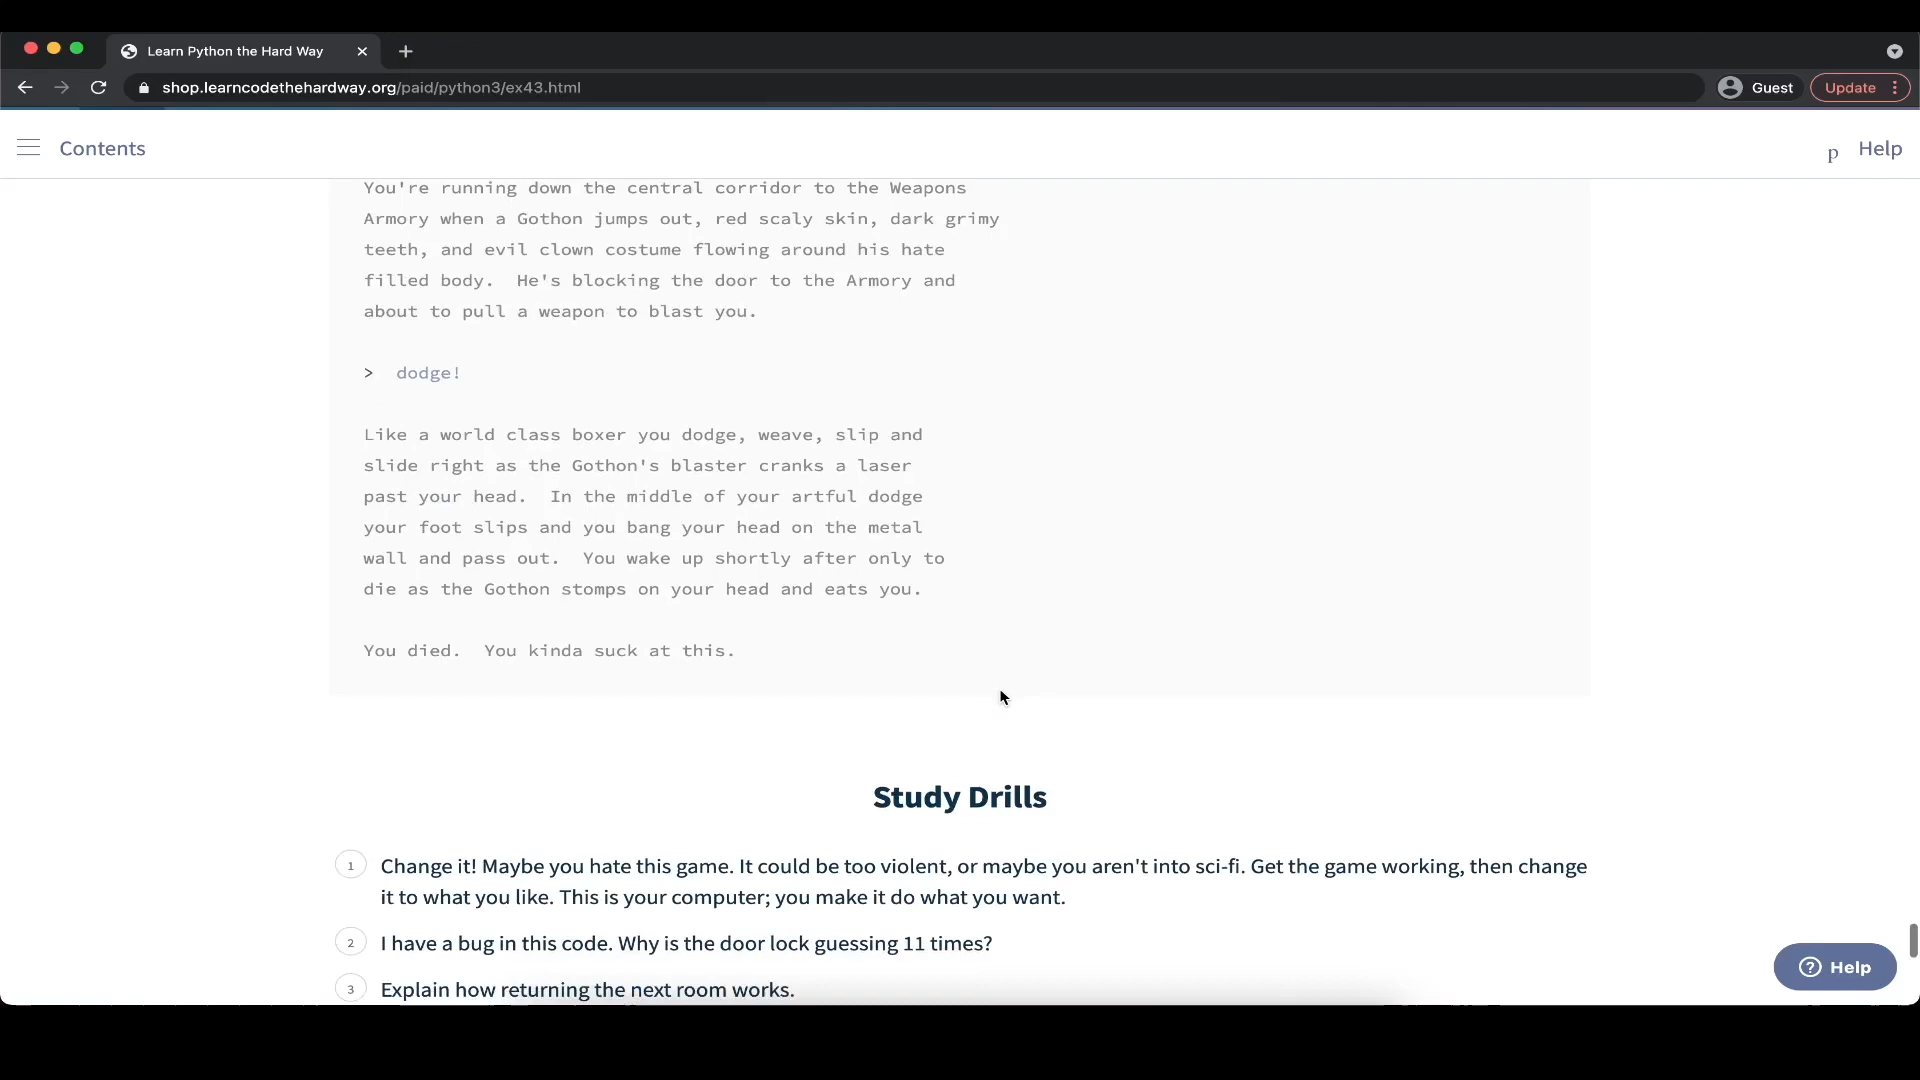 Learn Python the Hard Way
shop.learncodethehardway.org/paid/python3/ex43.html
Guest
Update
Contents
p Help
You're running down the central corridor to the Weapons
Armory when a Gothon jumps out, red scaly skin, dark grimy
teeth, and evil clown costume flowing around his hate
filled body.  He's blocking the door to the Armory and
about to pull a weapon to blast you.
>  dodge!
Like a world class boxer you dodge, weave, slip and
slide right as the Gothon's blaster cranks a laser
past your head.  In the middle of your artful dodge
your foot slips and you bang your head on the metal
wall and pass out.  You wake up shortly after only to
die as the Gothon stomps on your head and eats you.
You died.  You kinda suck at this.
Study Drills
1 Change it! Maybe you hate this game. It could be too violent, or maybe you aren't into sci-fi. Get the game working, then change
it to what you like. This is your computer; you make it do what you want.
2 I have a bug in this code. Why is the door lock guessing 11 times?
3 Explain how returning the next room works.
? Help